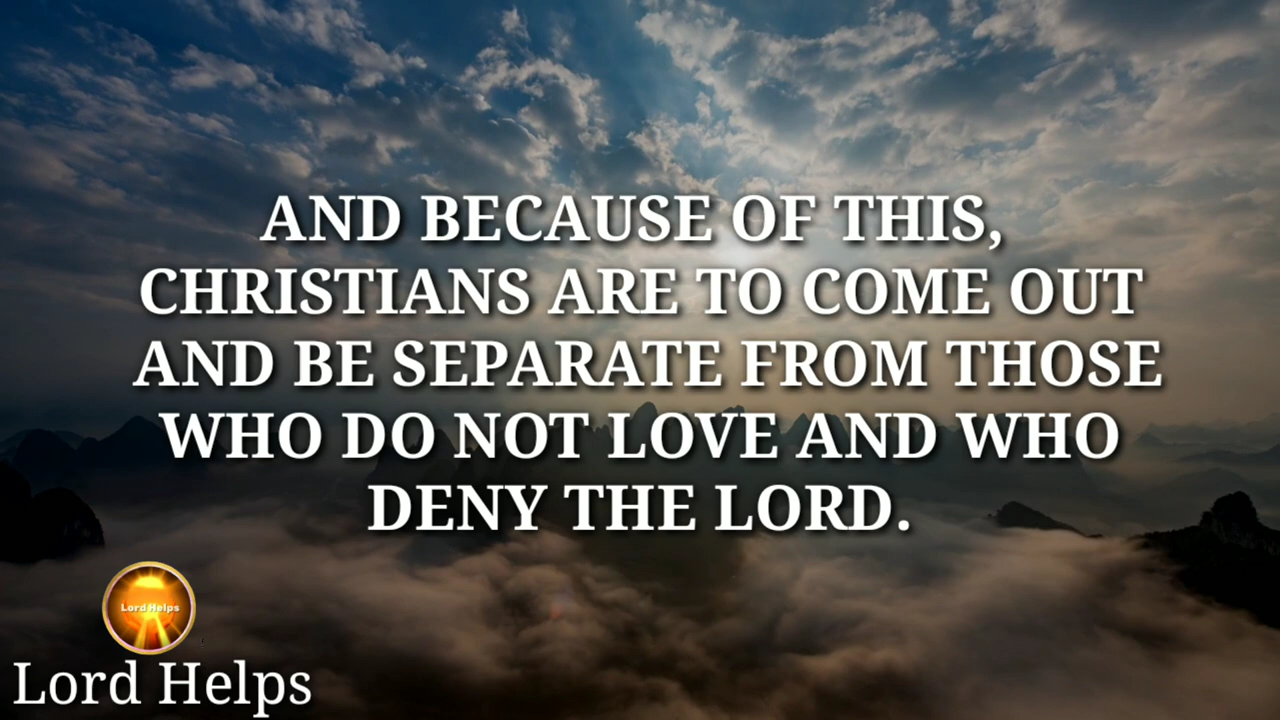 AND BECAUSE OF THIS,
CHRISTIANS ARE TO COME OUT
AND BE SEPARATE FROM THOSE
WHO DO NOT LOVE AND WHO
DENY THE LORD.
Lord Helps
Lord Helps